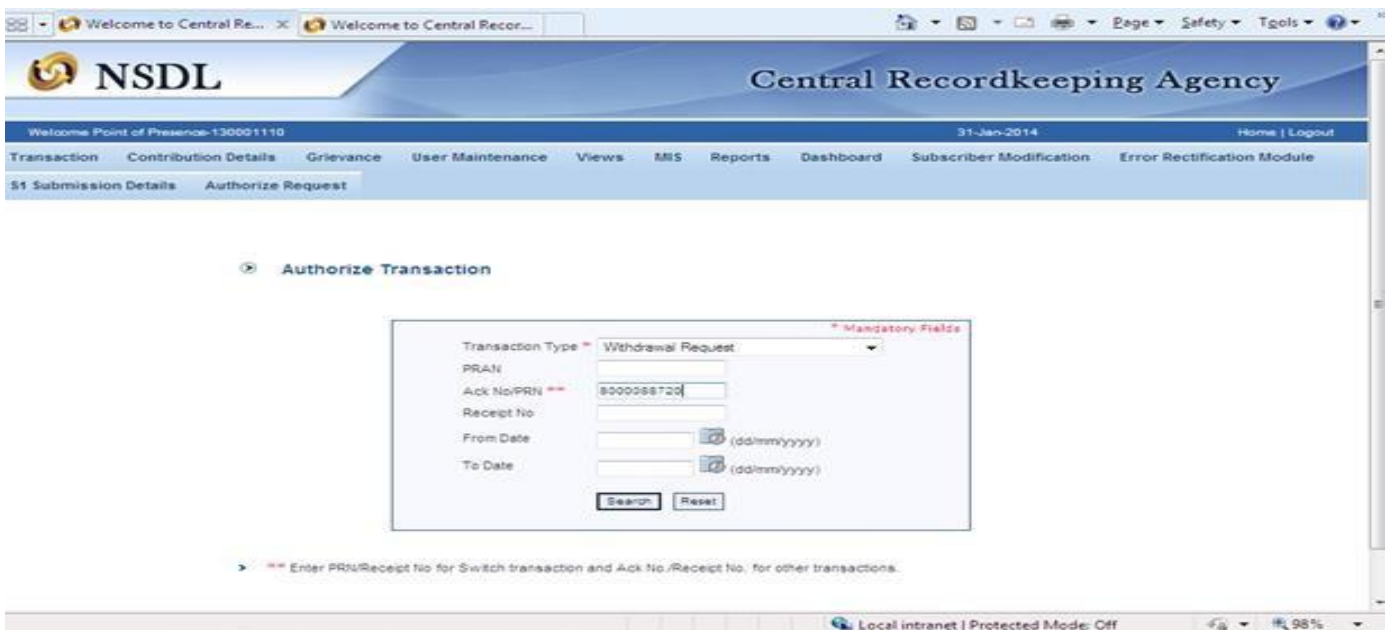 Welcome to Central Re... Welcome to Central Recor... Page Safety Tools
NSDL Central Recordkeeping Agency
Welcome Point of Presence-130001110 31-Jan-2014 Home | Logout
Transaction Contribution Details Grievance User Maintenance Views MIS Reports Dashboard Subscriber Modification Error Rectification Module
S1 Submission Details Authorize Request
Authorize Transaction
* Mandatory Fields
Transaction Type * Withdrawal Request
PRAN
Ack No/PRN **
Receipt No
From Date (dd/mm/yyyy)
To Date (dd/mm/yyyy)
Search Reset
** Enter PRN/Receipt No for Switch transaction and Ack No./Receipt No. for other transactions.
Local intranet | Protected Mode: Off 98%